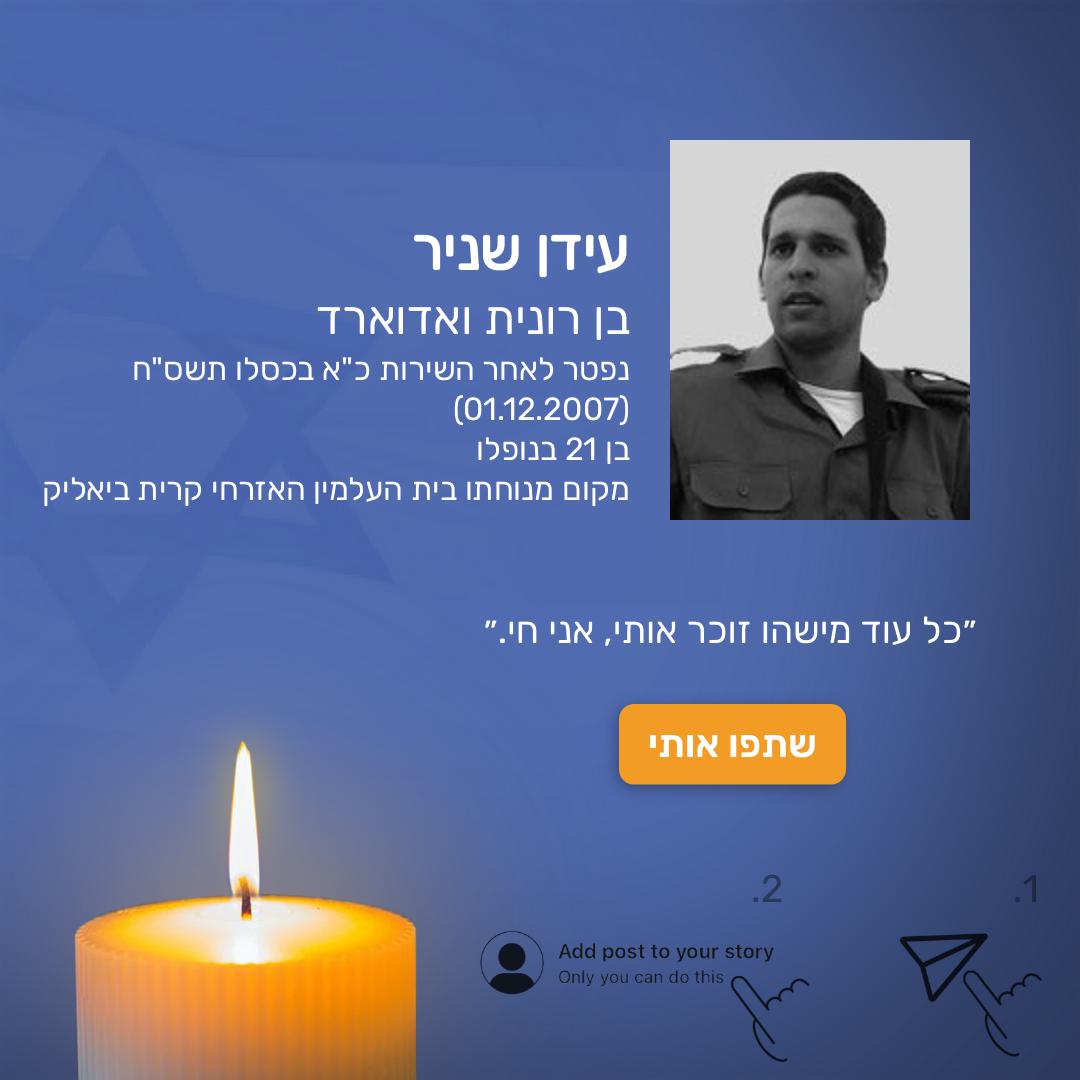 עידן שניר
בן רונית ואדוארד
נפטר לאחר השירות כ"א בכסלו תשס"ח
(01.12.2007)
בן 21 בנופלו
מקום מנוחתו בית העלמין האזרחי קרית ביאליק
״כל עוד מישהו זוכר אותי, אני חי.״
שתפו אותי
1.
2.
Add post to your story
Only you can do this